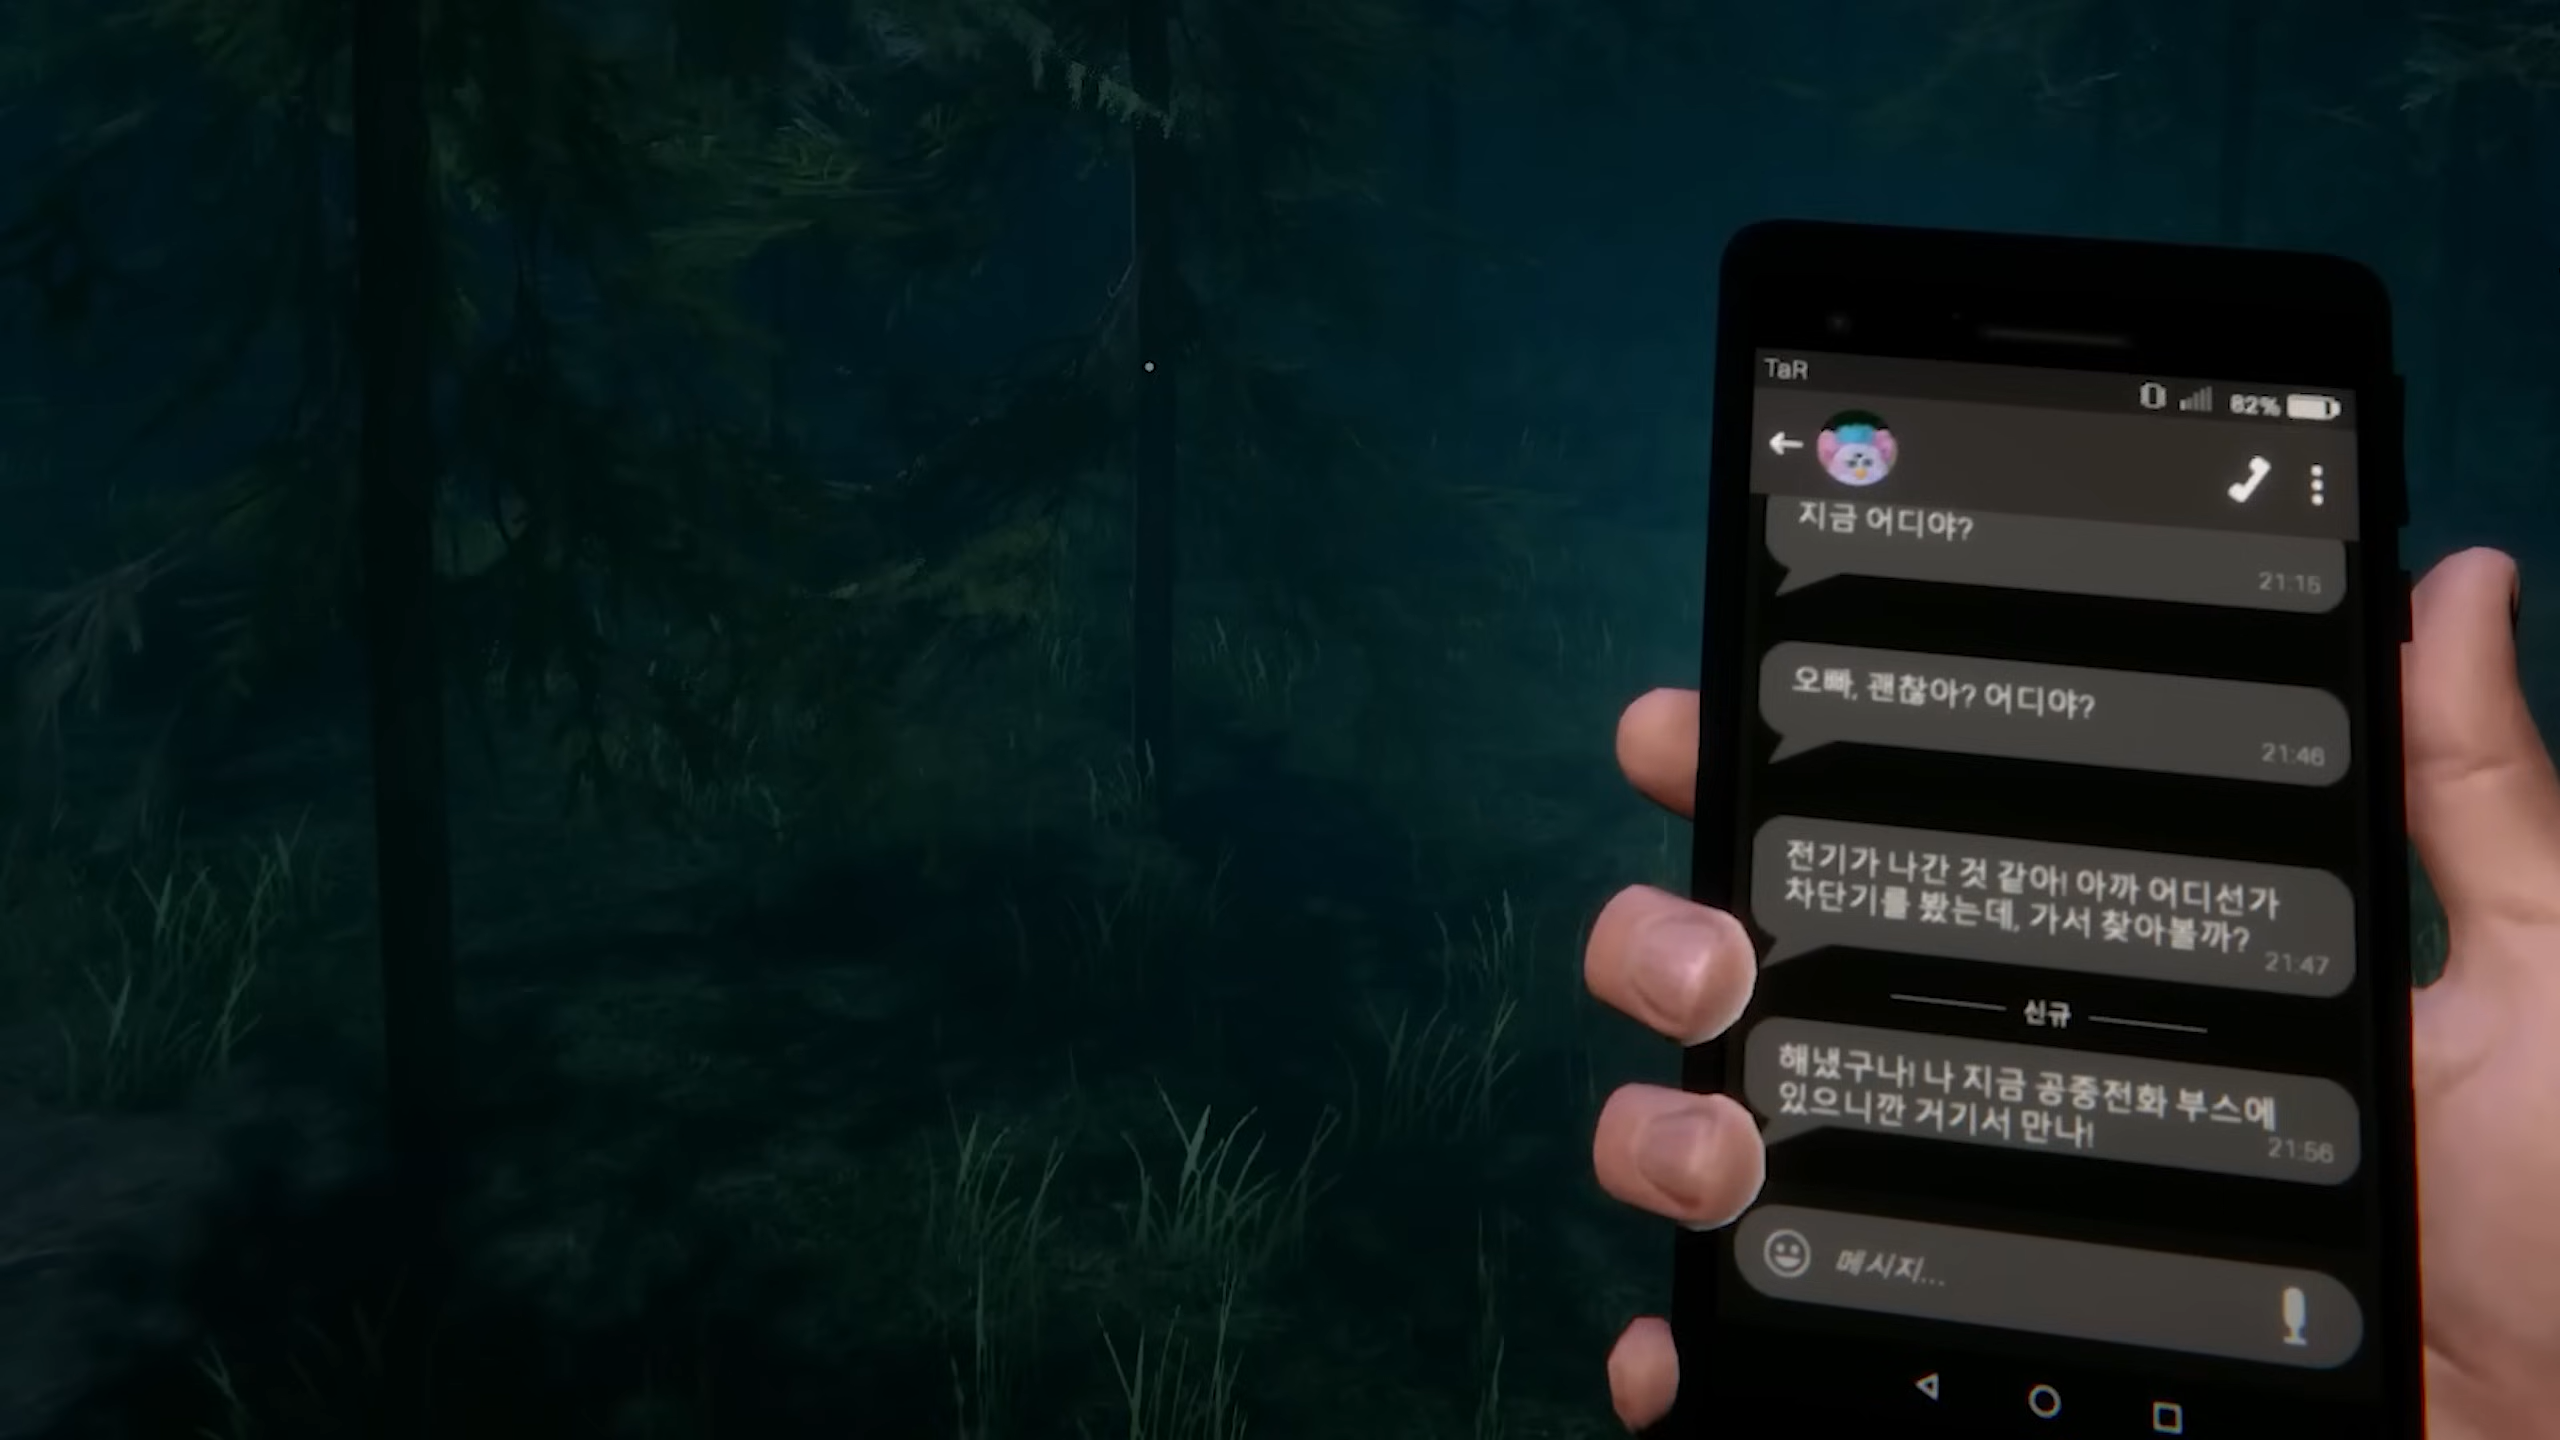 TaR
82%
지금 어디야?
21:15
오빠, 괜찮아? 어디야?
21:46
전기가 나간 것 같아! 아까 어디선가
차단기를 봤는데, 가서 찾아볼까?
21:47
신규
해냈구나! 나 지금 공중전화 부스에
있으니깐 거기서 만나!
21:56
메시지...